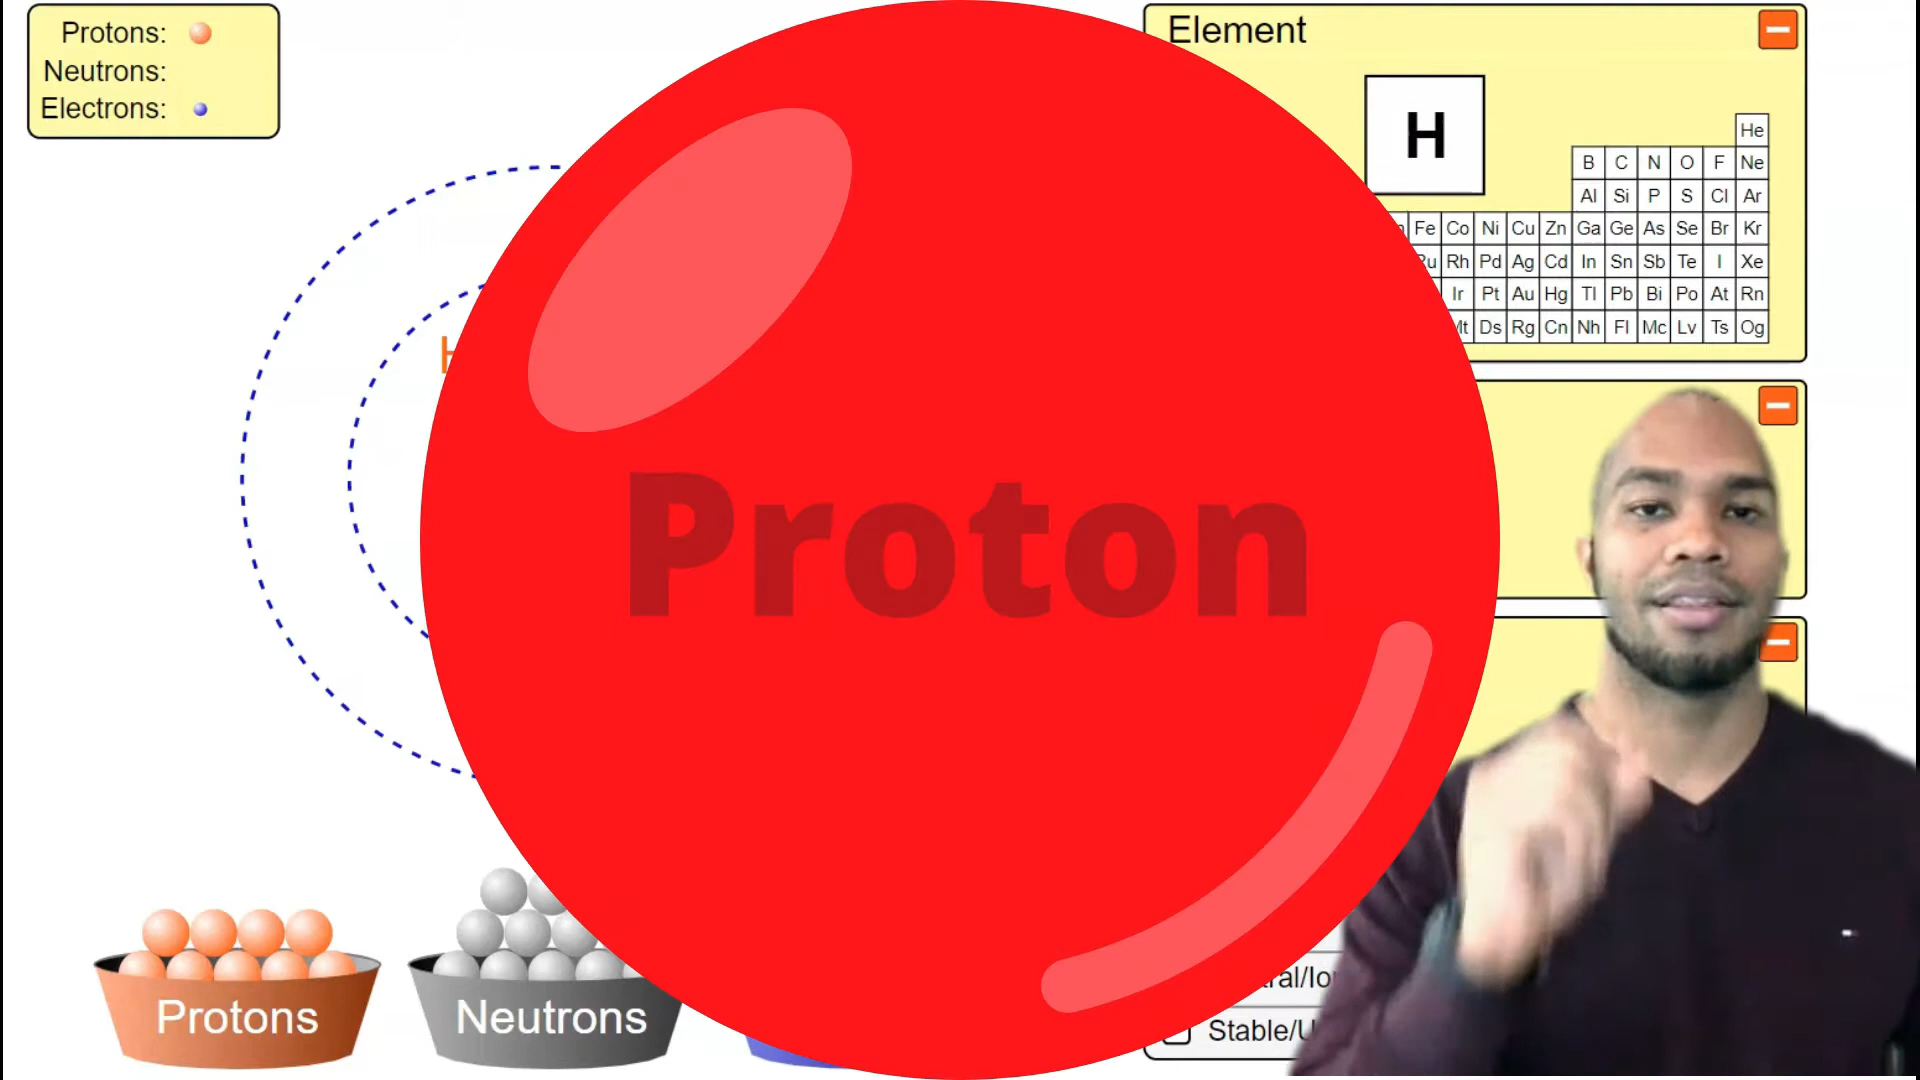 Protons:
Neutrons:
Electrons:
Element
H
He
B C N O F Ne
Al Si P S Cl Ar
Fe Co Ni Cu Zn Ga Ge As Se Br Kr
Rh Pd Ag Cd In Sn Sb Te I Xe
Ir Pt Au Hg Tl Pb Bi Po At Rn
Ds Rg Cn Nh Fl Mc Lv Ts Og
Proton
Protons
Neutrons
ral/Io
Stable/U